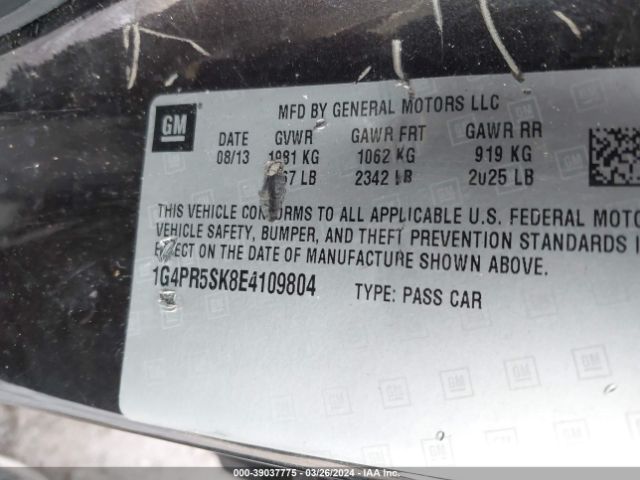 GM
MFD BY GENERAL MOTORS LLC
DATE GVWR GAWR FRT GAWR RR
08/13 1981 KG 1062 KG 919 KG
67 LB 2342 LB 2025 LB
THIS VEHICLE CONFORMS TO ALL APPLICABLE U.S. FEDERAL MOTO
VEHICLE SAFETY, BUMPER, AND THEFT PREVENTION STANDARDS I
EFFECT ON THE DATE OF MANUFACTURE SHOWN ABOVE.
1G4PR5SK8E4109804 TYPE: PASS CAR
000-39037775 - 03/26/2024 - IAA Inc.